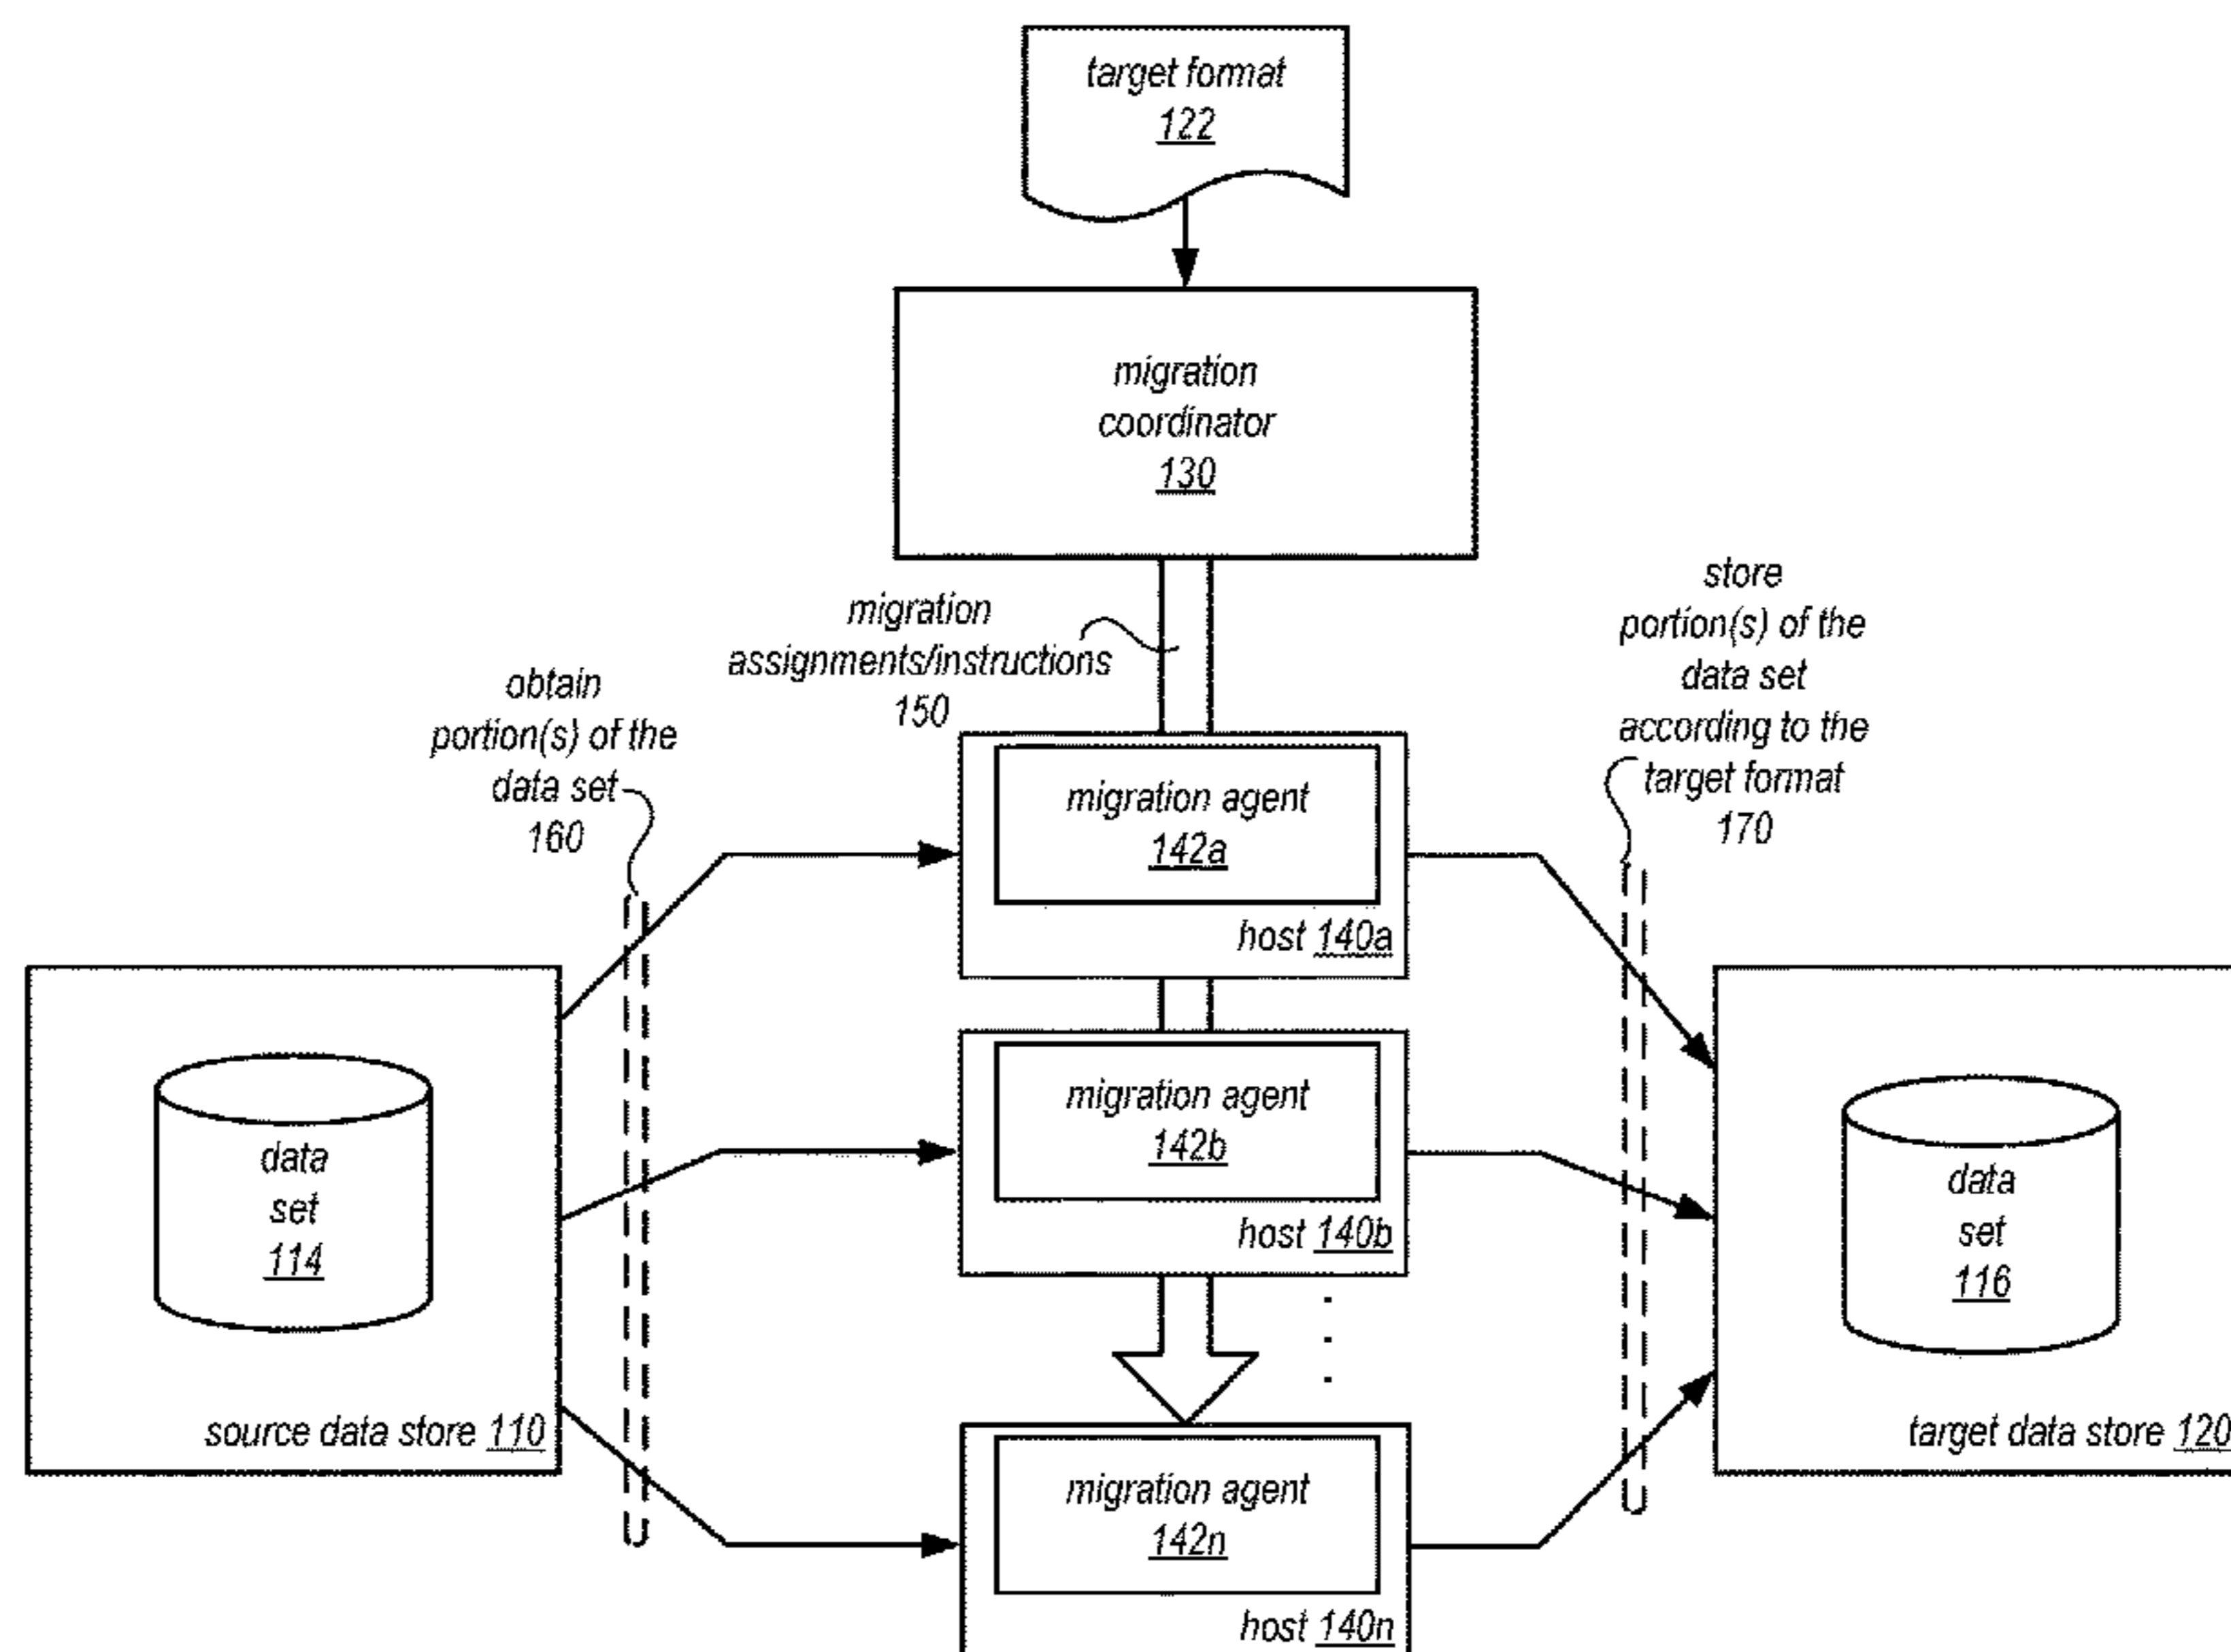 target format
122
migration
coordinator
130
migration
assignments/instructions
150
obtain
portion(s) of the
data set
160
store
portion(s) of the
data set
according to the
target format
170
migration agent
142a
host 140a
data
set
114
source data store 110
migration agent
142b
host 140b
data
set
116
target data store 120
migration agent
142n
host 140n